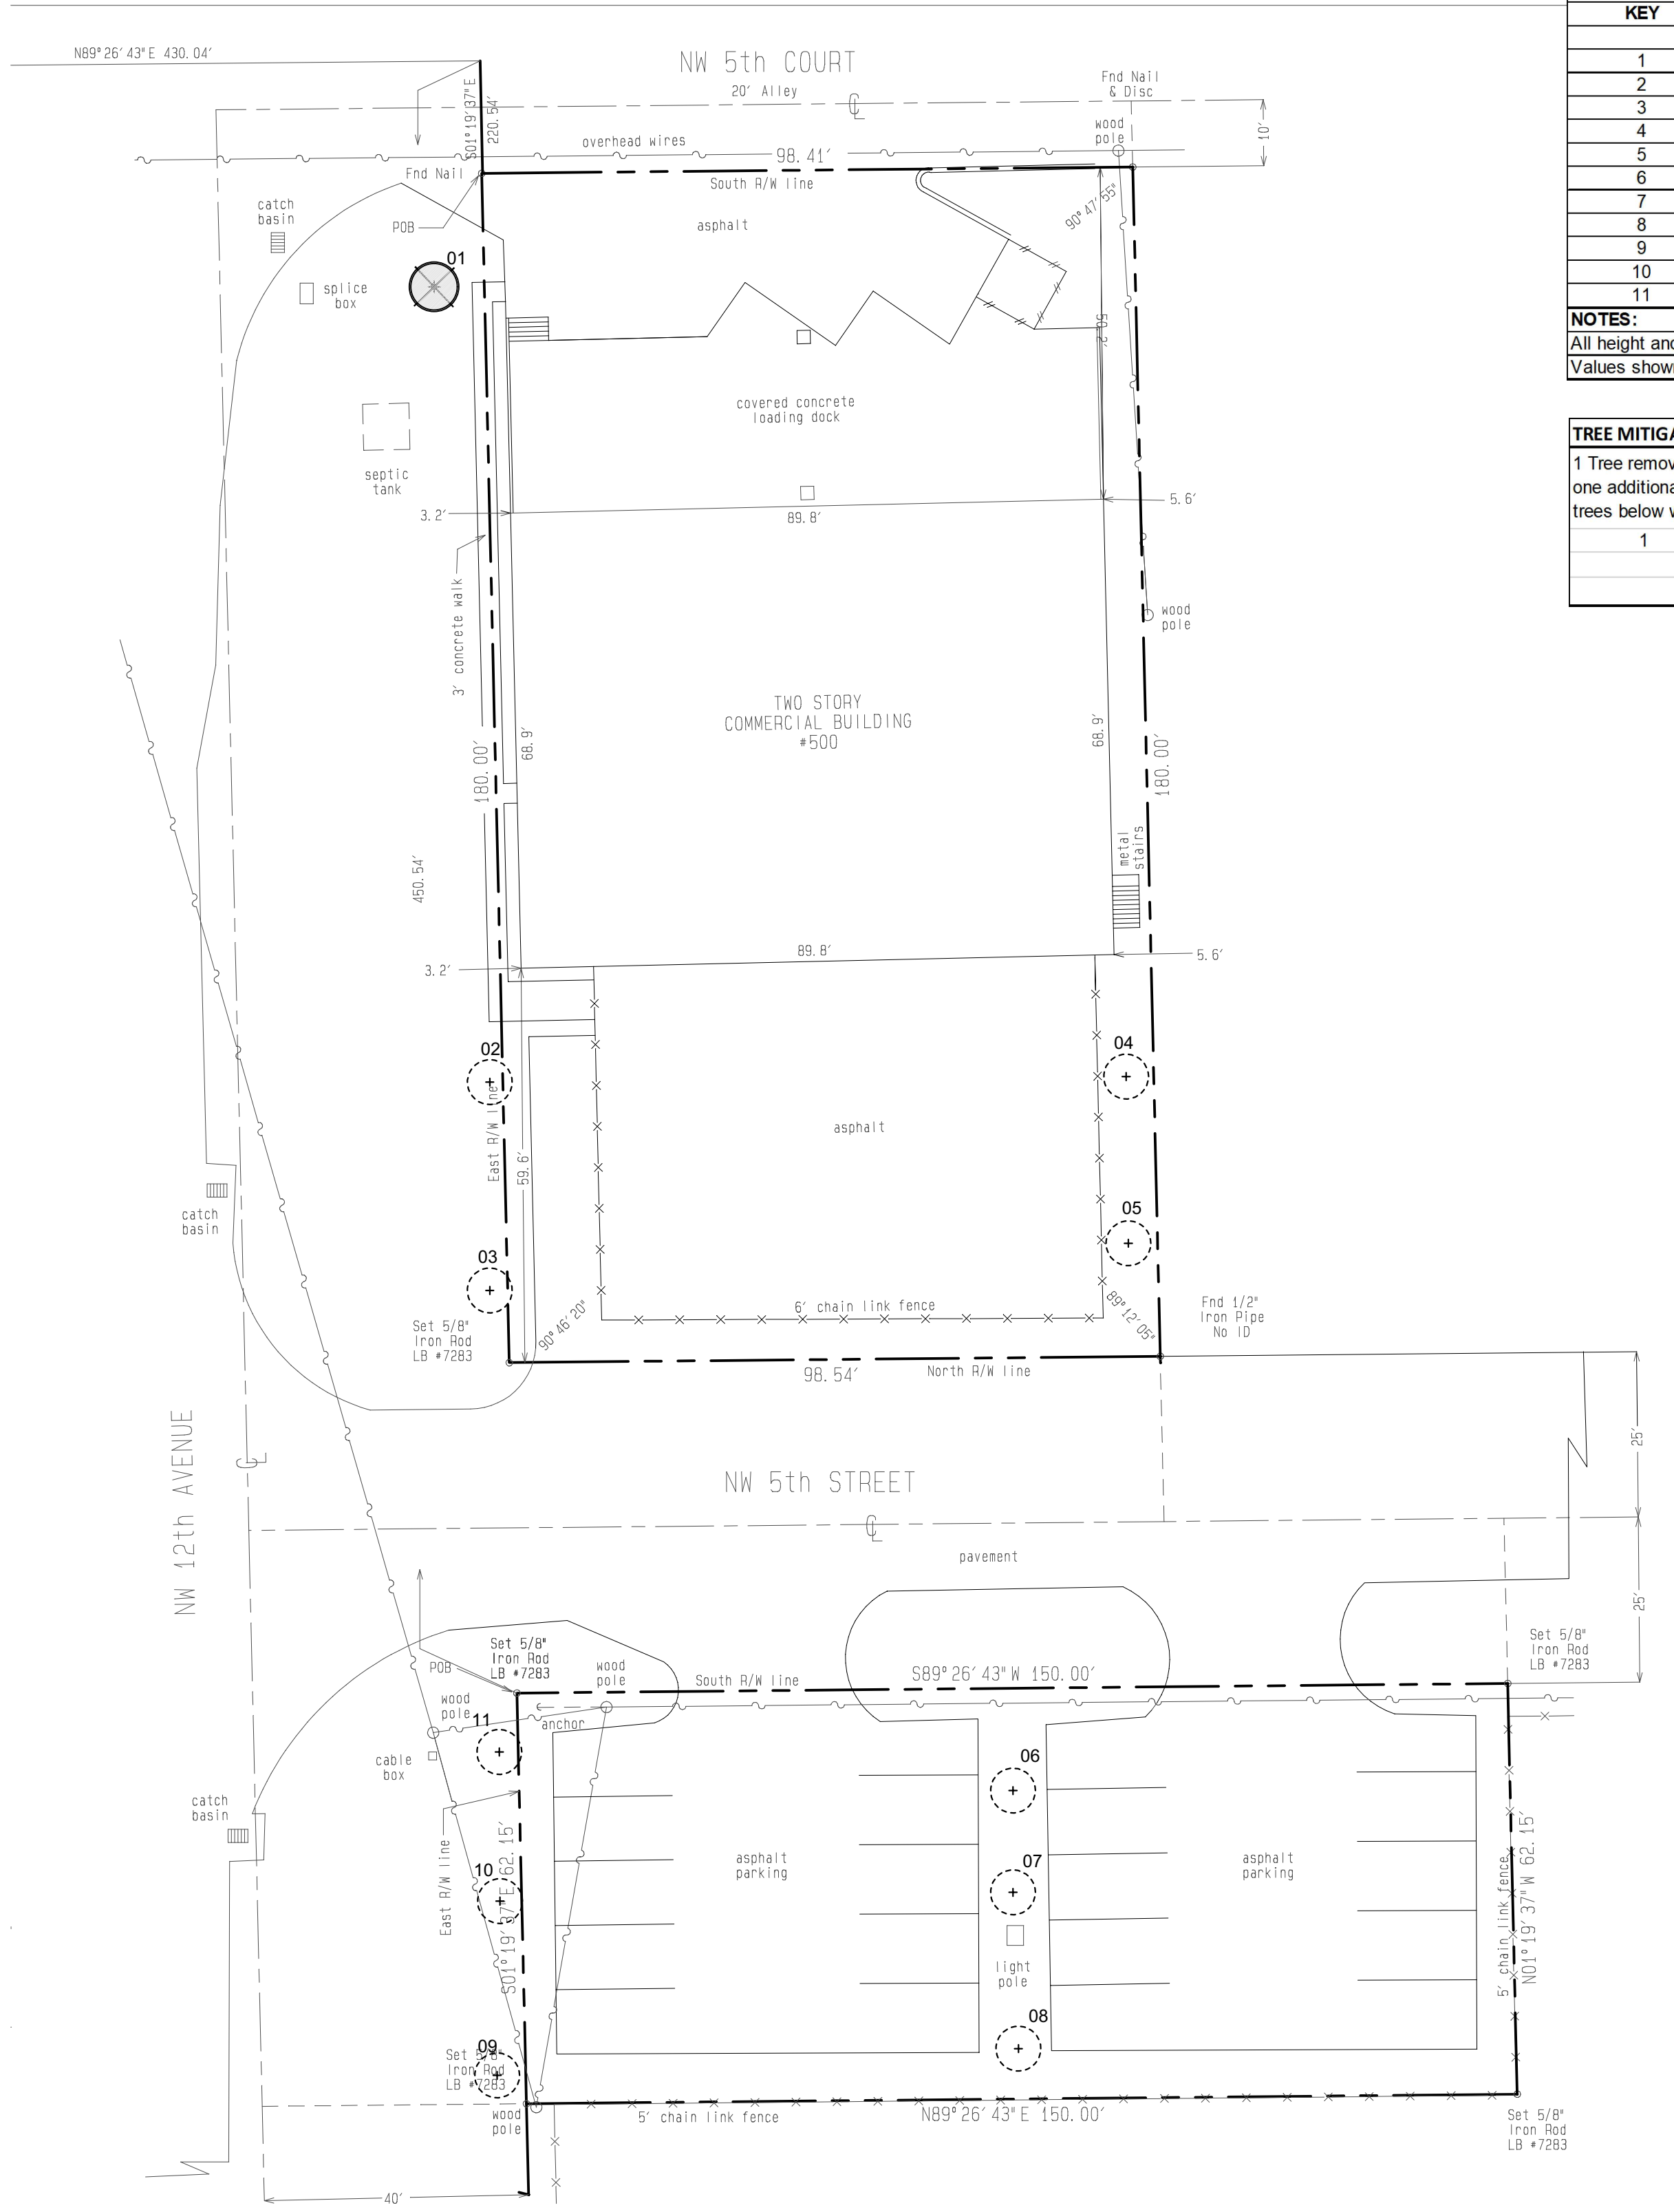 N89°26'43"E 430.04'
NW 5th COURT
20' Alley
Fnd Nail
& Disc
S01°19'37"E
220.54'
10'
wood
pole
overhead wires
98.41'
Fnd Nail
South R/W line
90°47'55"
catch
basin
POB
asphalt
01
splice
box
50.2'
covered concrete
loading dock
septic
tank
3.2'
89.8'
5.6'
3' concrete walk
wood
pole
TWO STORY
COMMERCIAL BUILDING
#500
68.9'
68.9'
180.00'
180.00'
metal
stairs
450.54'
3.2'
89.8'
5.6'
02
04
East R/W line
59.6'
asphalt
catch
basin
05
03
90°46'20"
6' chain link fence
89°12'05"
Fnd 1/2"
Iron Pipe
No ID
Set 5/8"
Iron Rod
LB #7283
98.54'
North R/W line
25'
NW 12th AVENUE
NW 5th STREET
pavement
25'
Set 5/8"
Iron Rod
LB #7283
Set 5/8"
Iron Rod
LB #7283
POB
wood
pole
South R/W line
S89°26'43"W 150.00'
wood
pole
anchor
11
cable
box
06
catch
basin
asphalt
parking
07
asphalt
parking
10
East R/W line
S01°19'37"E 62.15'
5' chain link fence
N01°19'37"W 62.15'
light
pole
08
09
Set 5/8"
Iron Rod
LB #7283
wood
pole
5' chain link fence
N89°26'43"E 150.00'
Set 5/8"
Iron Rod
LB #7283
40'
KEY
1
2
3
4
5
6
7
8
9
10
11
NOTES:
All height
Values
TREE
1 Tree
one
trees below
1